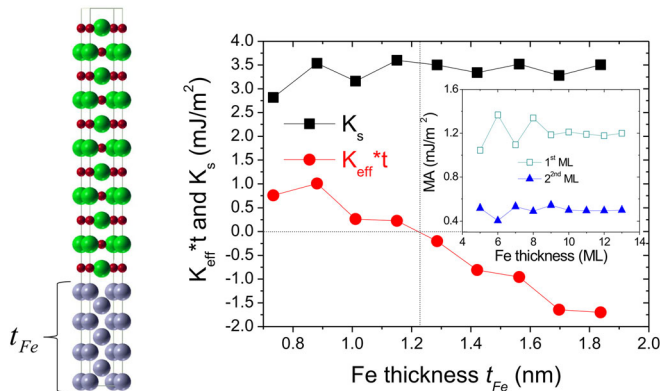 t_Fe
K_eff*t and K_s (mJ/m²)
4.0
3.5
3.0
2.5
2.0
1.5
1.0
0.5
0.0
-0.5
-1.0
-1.5
-2.0
K_s
K_eff*t
MA (mJ/m²)
1.6
1.2
0.8
0.4
1ˢᵗ ML
2²ⁿᵈ ML
4 6 8 10 12 14
Fe thickness (ML)
0.8 1.0 1.2 1.4 1.6 1.8 2.0
Fe thickness t_Fe (nm)